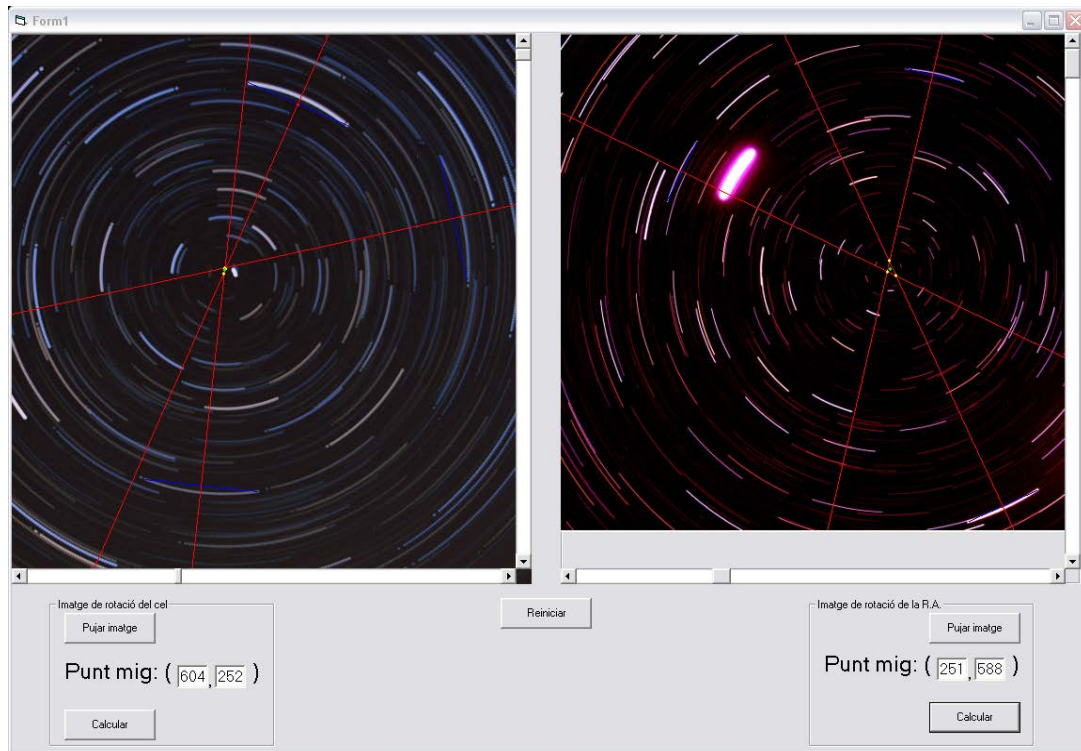 Form1
Imatge de rotació del cel
Pujar imatge
Punt mig: ( 604 , 252 )
Calcular
Reiniciar
Imatge de rotació de la R.A.
Pujar imatge
Punt mig: ( 251 , 588 )
Calcular